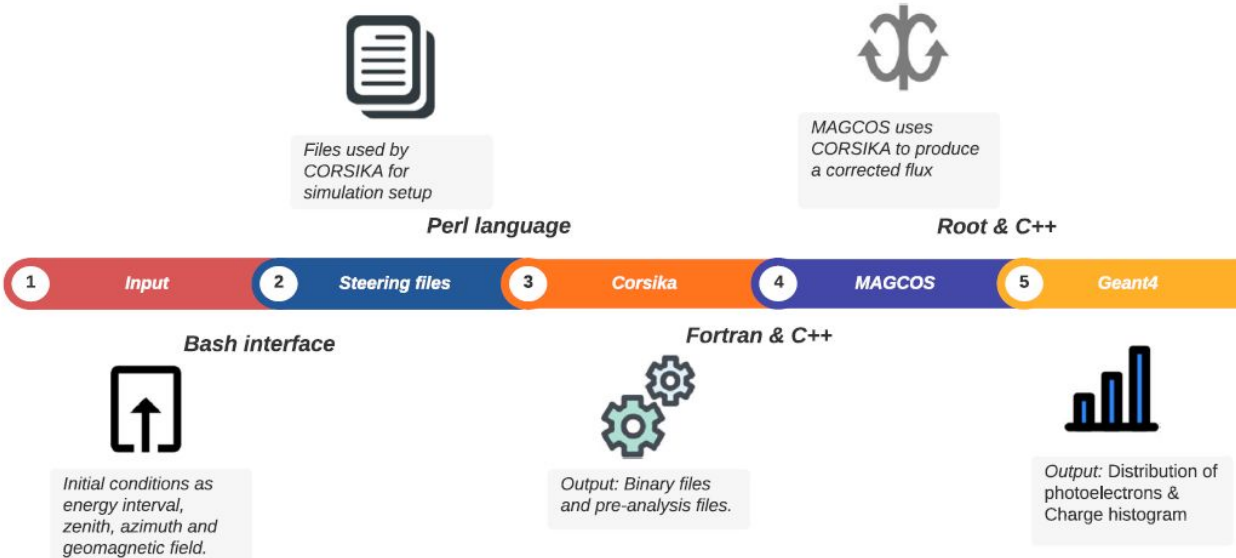 Files used by
CORSIKA for
simulation setup
MAGCOS uses
CORSIKA to produce
a corrected flux
Perl language
Root & C++
1 Input 2 Steering files 3 Corsika 4 MAGCOS 5 Geant4
Bash interface
Fortran & C++
Initial conditions as
energy interval,
zenith, azimuth and
geomagnetic field.
Output: Binary files
and pre-analysis files.
Output: Distribution of
photoelectrons &
Charge histogram